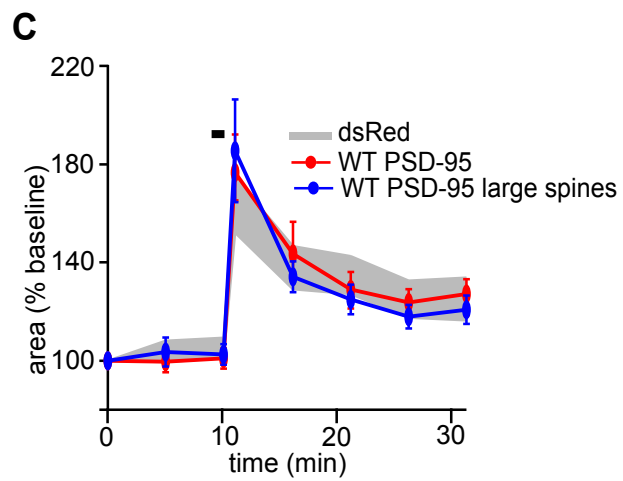 C
220
180
140
100
area (% baseline)
dsRed
WT PSD-95
WT PSD-95 large spines
0 10 20 30
time (min)